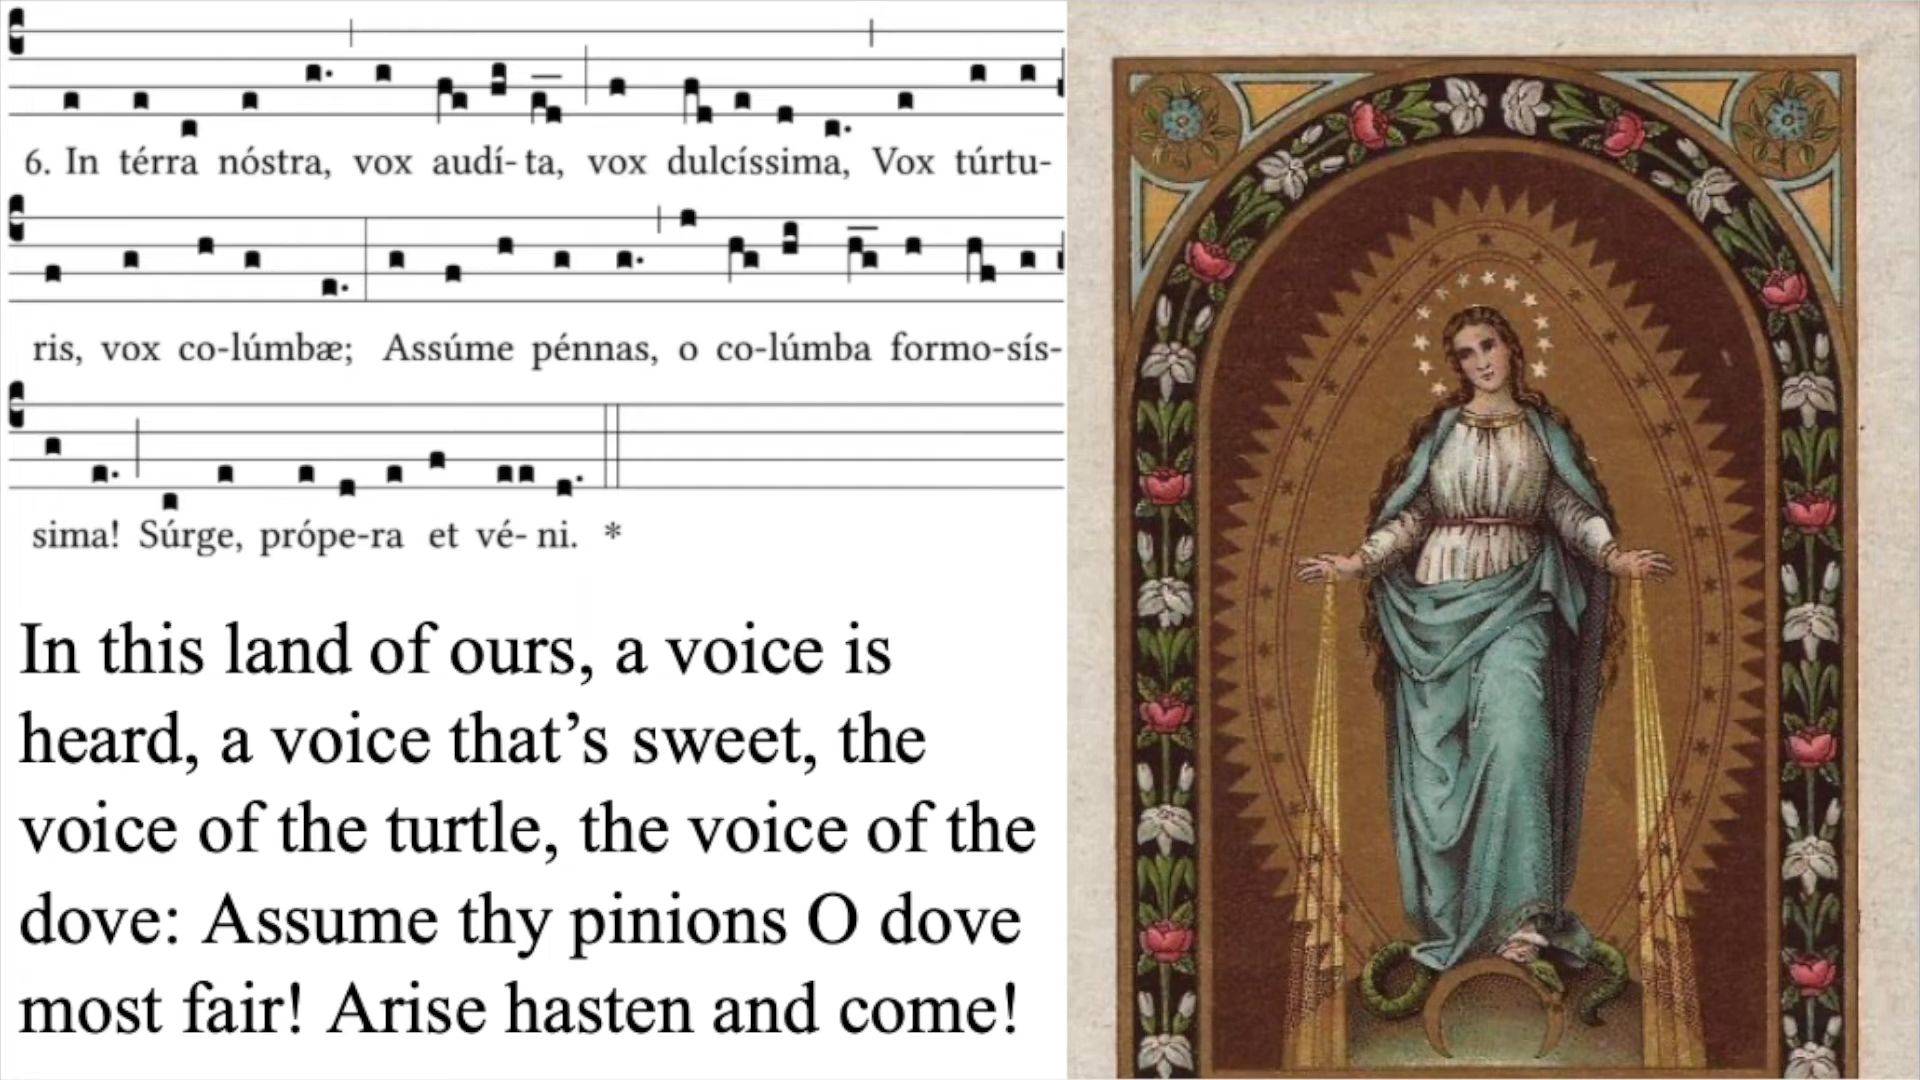 6. In térra nóstra, vox audí-ta, vox dulcíssima, Vox túrtu-
ris, vox co-lúmbæ; Assúme pénnas, o co-lúmba formo-sís-
sima! Súrge, própe-ra et vé-ni. *
In this land of ours, a voice is
heard, a voice that’s sweet, the
voice of the turtle, the voice of the
dove: Assume thy pinions O dove
most fair! Arise hasten and come!